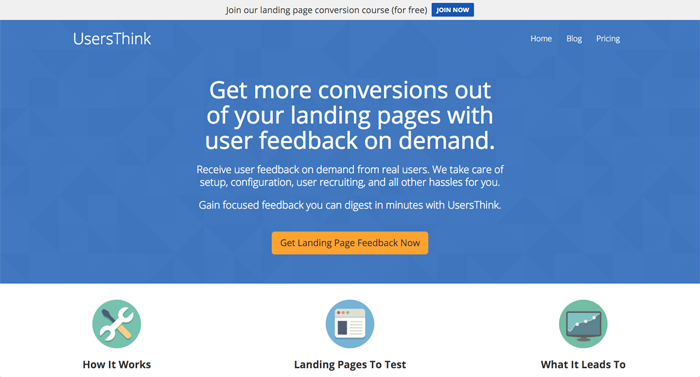 Join our landing page conversion course (for free) JOIN NOW
UsersThink Home Blog Pricing
Get more conversions out
of your landing pages with
user feedback on demand.
Receive user feedback on demand from real users. We take care of
setup, configuration, user recruiting, and all other hassles for you.
Gain focused feedback you can digest in minutes with UsersThink.
Get Landing Page Feedback Now
How It Works Landing Pages To Test What It Leads To